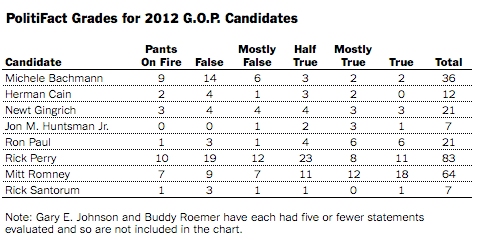 PolitiFact Grades for 2012 G.O.P. Candidates
Pants Mostly Half Mostly
Candidate On Fire False False True True True Total
Michele Bachmann 9 14 6 3 2 2 36
Herman Cain 2 4 1 3 2 0 12
Newt Gingrich 3 4 4 4 3 3 21
Jon M. Huntsman Jr. 0 0 1 2 3 1 7
Ron Paul 1 3 1 4 6 6 21
Rick Perry 10 19 12 23 8 11 83
Mitt Romney 7 9 7 11 12 18 64
Rick Santorum 1 3 1 1 0 1 7
Note: Gary E. Johnson and Buddy Roemer have each had five or fewer statements
evaluated and so are not included in the chart.